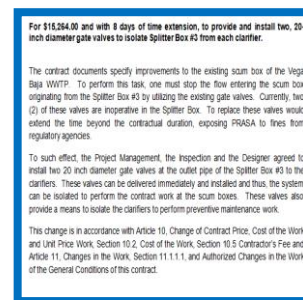 For $15,264.00 and with 8 days of time extension, to provide and install two, 20-
inch diameter gate valves to isolate Splitter Box #3 from each clarifier.
The contract documents specify improvements to the existing scum box of the Vega
Baja WWTP. To perform this task, one must stop the flow entering the scum box
originating from the Splitter Box #3 by utilizing the existing gate valves. Currently, two
(2) of these valves are inoperative in the Splitter Box. To replace these valves would
extend the time beyond the contractual duration, exposing PRASA to fines from
regulatory agencies.
To such effect, the Project Management, the Inspection and the Designer agreed to
install two 20 inch diameter gate valves at the outlet pipe of the Splitter Box #3 to the
clarifiers. These valves can be delivered immediately and installed and thus, the system
can be isolated to perform the contract work at the scum boxes. These valves also
provide a means to isolate the clarifiers to perform preventive maintenance work.
This change is in accordance with Article 10, Change of Contract Price, Cost of the Work
and Unit Price Work, Section 10.2, Cost of the Work, Section 10.5 Contractor's Fee and
Article 11, Changes in the Work, Section 11.1.1.1, and Authorized Changes in the Work
of the General Conditions of this contract.